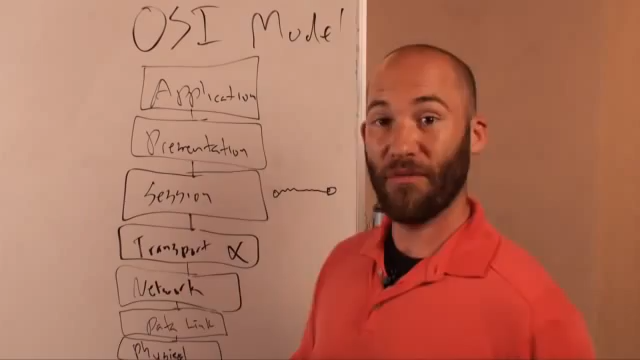 OSI Model
Application
Presentation
Session
Transport α
Network
Data Link
Physical